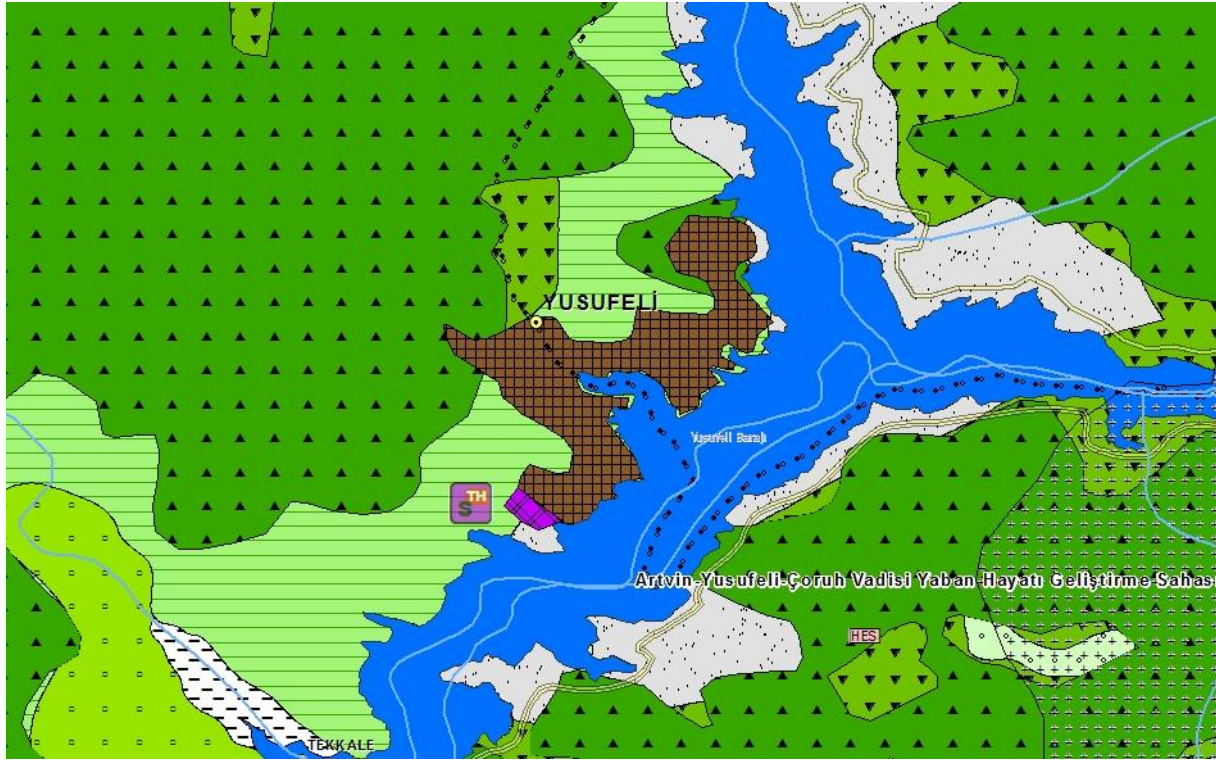 YUSUFELİ
Yusufeli Barajı
TH
S
Artvin-Yusufeli-Çoruh Vadisi Yaban Hayatı Geliştirme Sahası
HES
TEKKALE